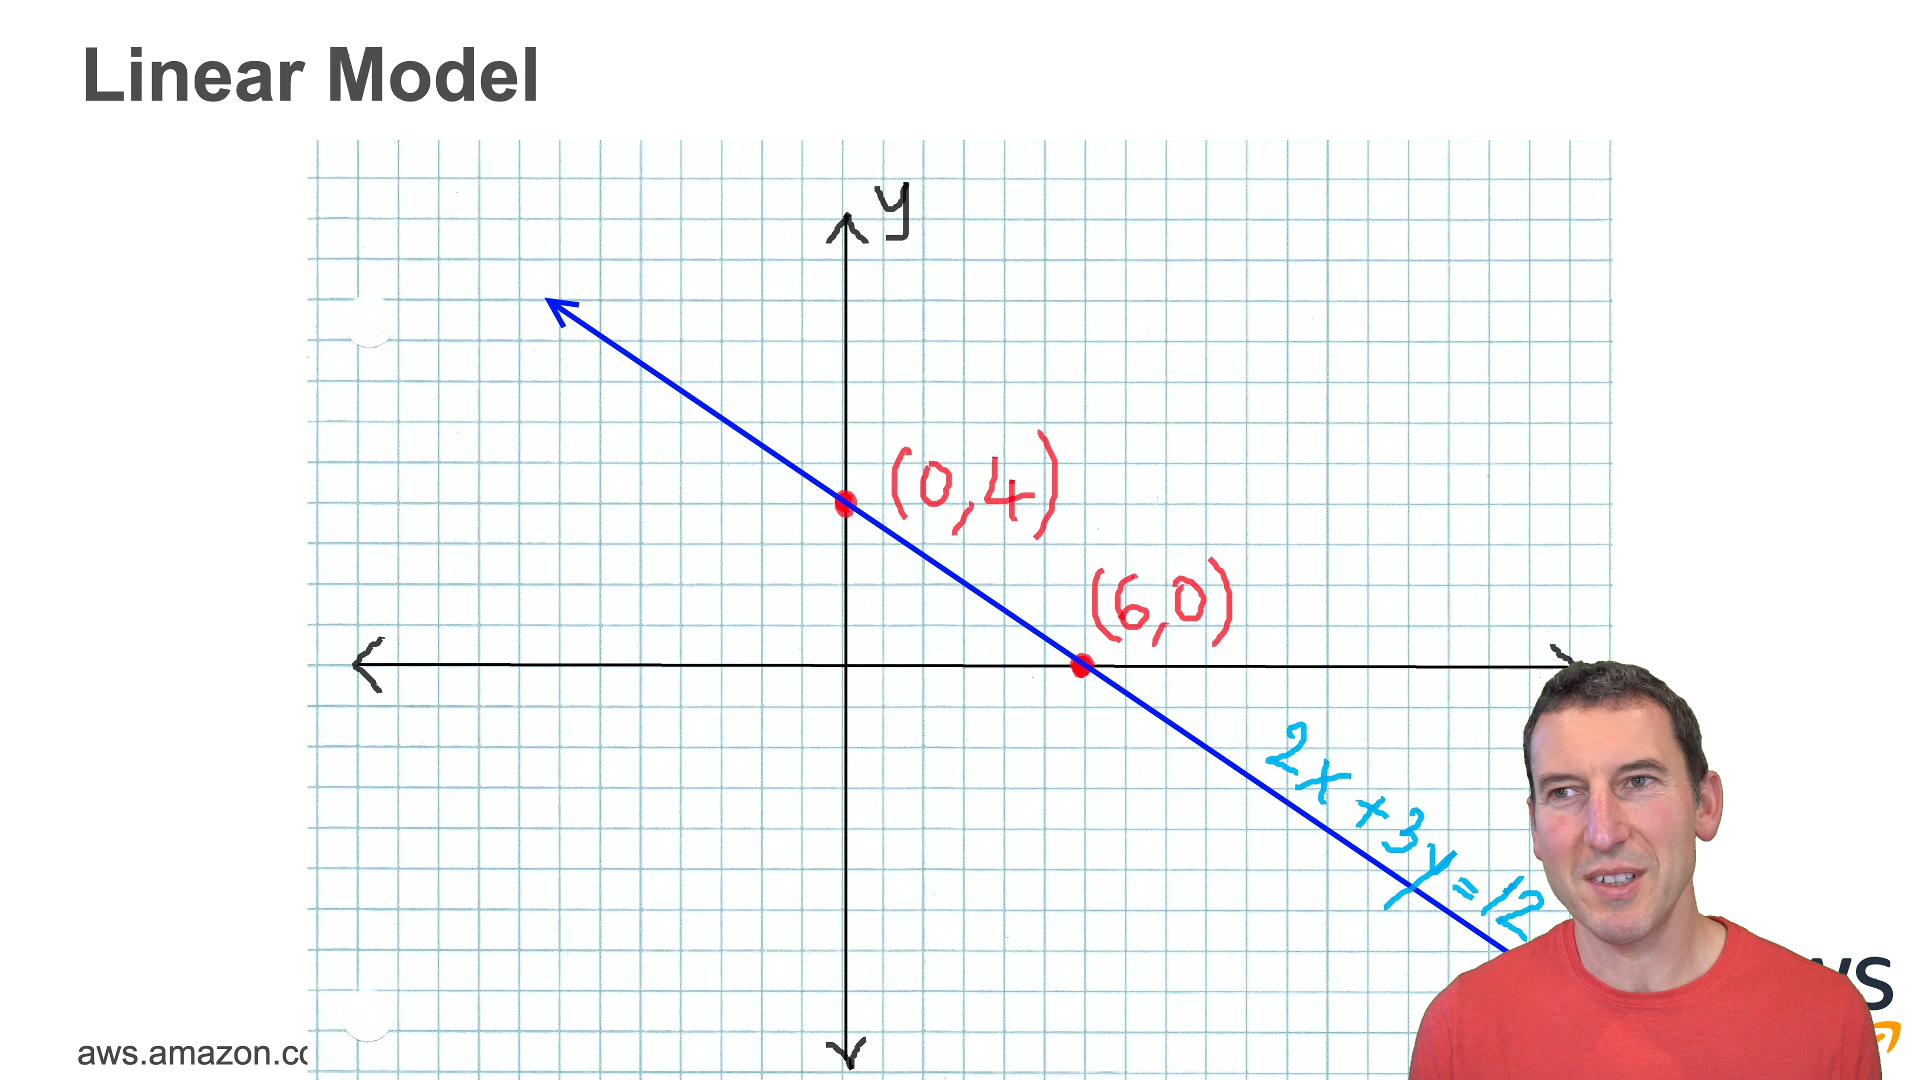 Linear Model
y
(0,4)
(6,0)
2x + 3y = 12
aws.amazon.co